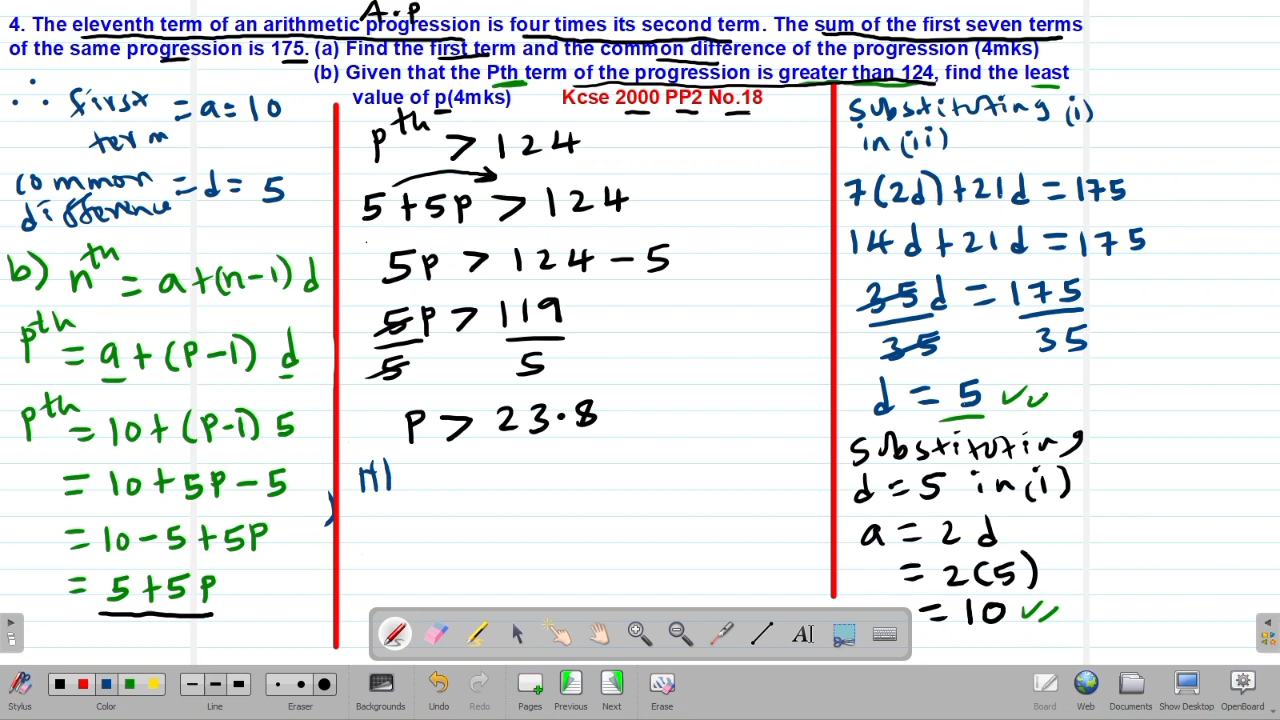 A.P
4. The eleventh term of an arithmetic progression is four times its second term. The sum of the first seven terms
of the same progression is 175. (a) Find the first term and the common difference of the progression (4mks)
(b) Given that the Pth term of the progression is greater than 124, find the least
value of p(4mks) Kcse 2000 PP2 No.18
∴ first term = a = 10
common difference = d = 5
b) nth = a+(n-1)d
pth = a + (P-1) d
pth = 10+(P-1) 5
= 10+5P-5
= 10-5+5P
= 5+5P
pth > 124
5+5P > 124
5P > 124-5
5P > 119
5 5
P > 23.8
substituting (i)
in (ii)
7(2d)+21d = 175
14d+21d = 175
35d = 175
35 35
d = 5 ✓✓
substituting
d = 5 in (i)
a = 2d
= 2(5)
= 10 ✓✓
Stylus
Color
Line
Eraser
Backgrounds
Undo
Redo
Pages
Previous
Next
Erase
Board
Web
Documents
Show Desktop
OpenBoard